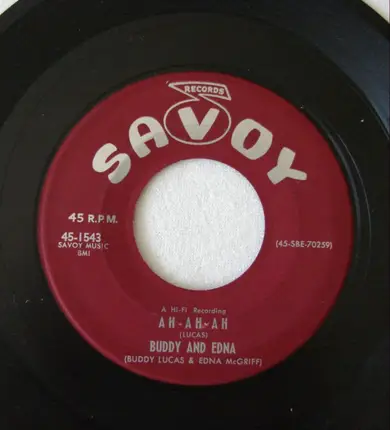 RECORDS
SAVOY
45 R.P.M.
45-1543
SAVOY MUSIC
BMI
(45-SBE-70259)
A Hi-Fi Recording
AH-AH-AH
(LUCAS)
BUDDY AND EDNA
(BUDDY LUCAS & EDNA McGRIFF)